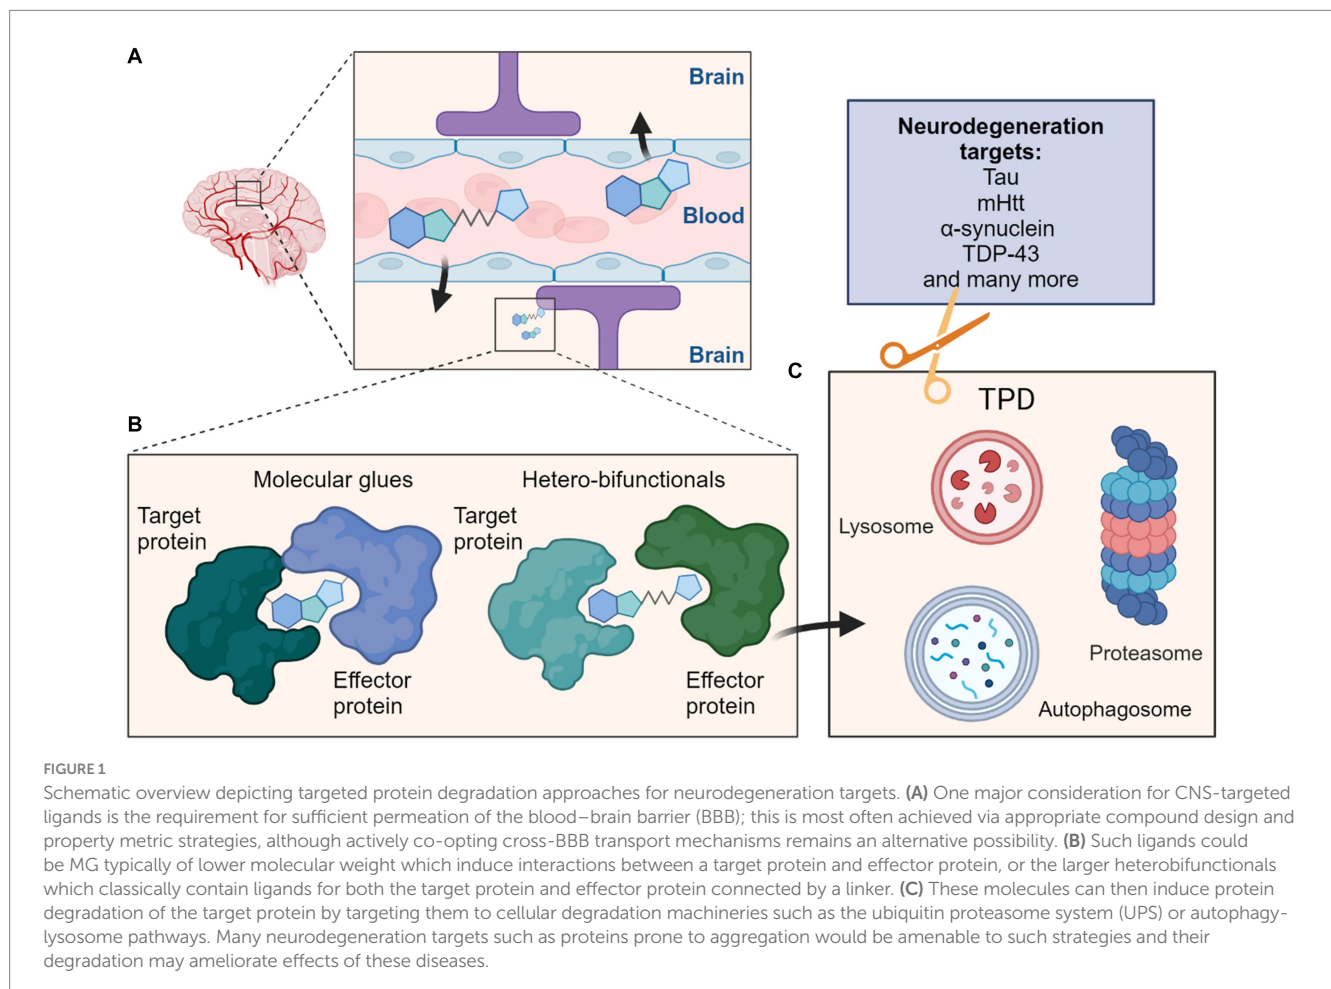 A
Brain
Blood
Brain
Neurodegeneration
targets:
Tau
mHtt
α-synuclein
TDP-43
and many more
B
Molecular glues
Hetero-bifunctionals
Target
protein
Target
protein
Effector
protein
Effector
protein
C
TPD
Lysosome
Proteasome
Autophagosome
FIGURE 1
Schematic overview depicting targeted protein degradation approaches for neurodegeneration targets. (A) One major consideration for CNS-targeted
ligands is the requirement for sufficient permeation of the blood–brain barrier (BBB); this is most often achieved via appropriate compound design and
property metric strategies, although actively co-opting cross-BBB transport mechanisms remains an alternative possibility. (B) Such ligands could
be MG typically of lower molecular weight which induce interactions between a target protein and effector protein, or the larger heterobifunctionals
which classically contain ligands for both the target protein and effector protein connected by a linker. (C) These molecules can then induce protein
degradation of the target protein by targeting them to cellular degradation machineries such as the ubiquitin proteasome system (UPS) or autophagy-
lysosome pathways. Many neurodegeneration targets such as proteins prone to aggregation would be amenable to such strategies and their
degradation may ameliorate effects of these diseases.